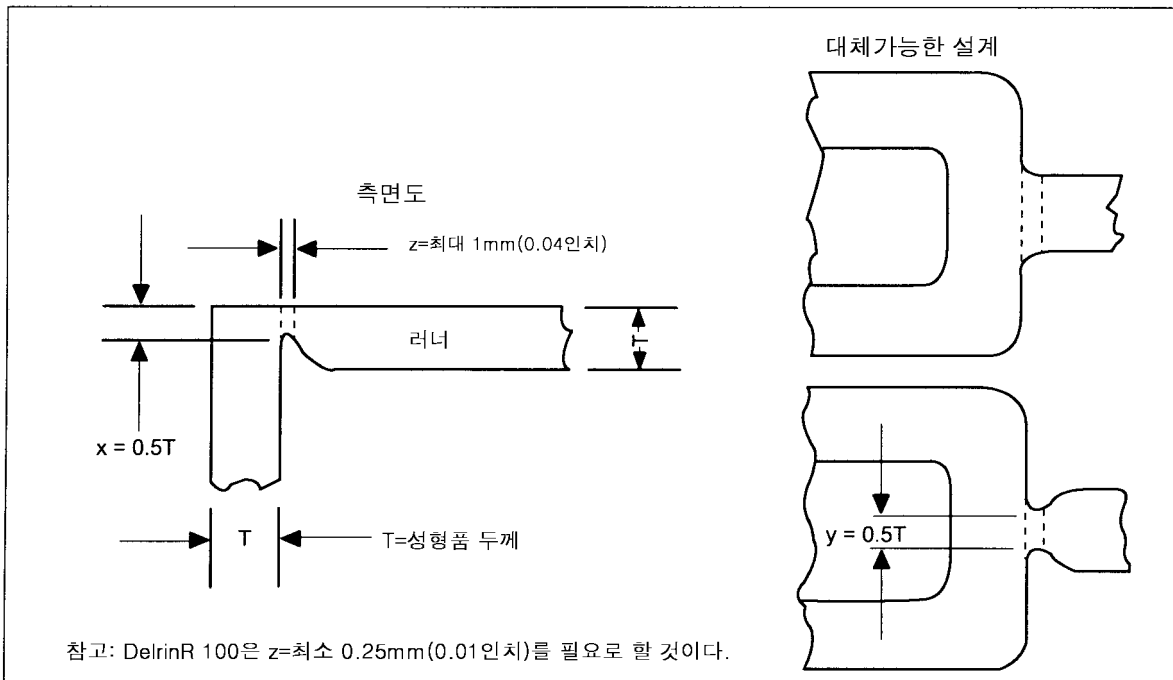 대체가능한 설계
측면도
z=최대 1mm(0.04인치)
러너
T
x = 0.5T
T
T=성형품 두께
y = 0.5T
참고: DelrinR 100은 z=최소 0.25mm(0.01인치)를 필요로 할 것이다.